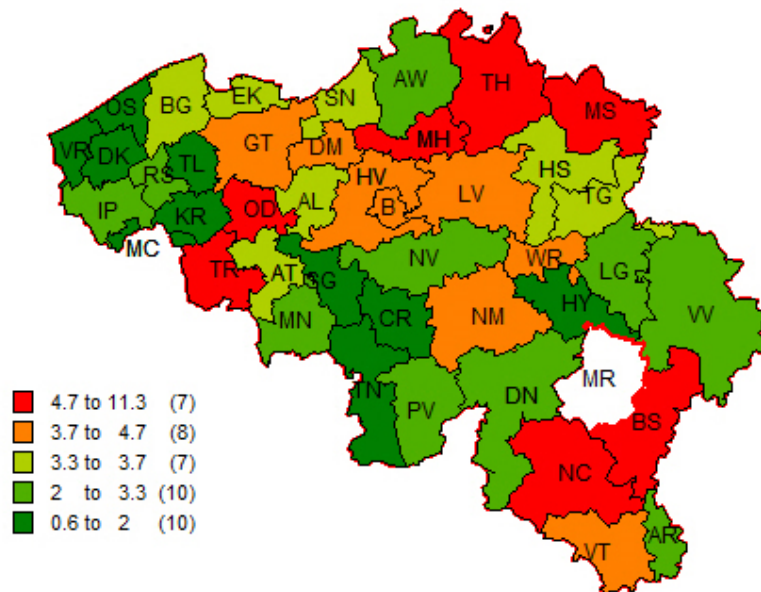 AW
TH
OS
BG
EK
SN
MS
VR
DK
GT
DM
MH
RS
TL
HV
HS
IP
KR
OD
AL
B
LV
TG
MC
TR
AT
SG
NV
WR
LG
MN
CR
NM
HY
VV
TN
PV
DN
MR
BS
NC
VT
AR
4.7 to 11.3 (7)
3.7 to 4.7 (8)
3.3 to 3.7 (7)
2 to 3.3 (10)
0.6 to 2 (10)